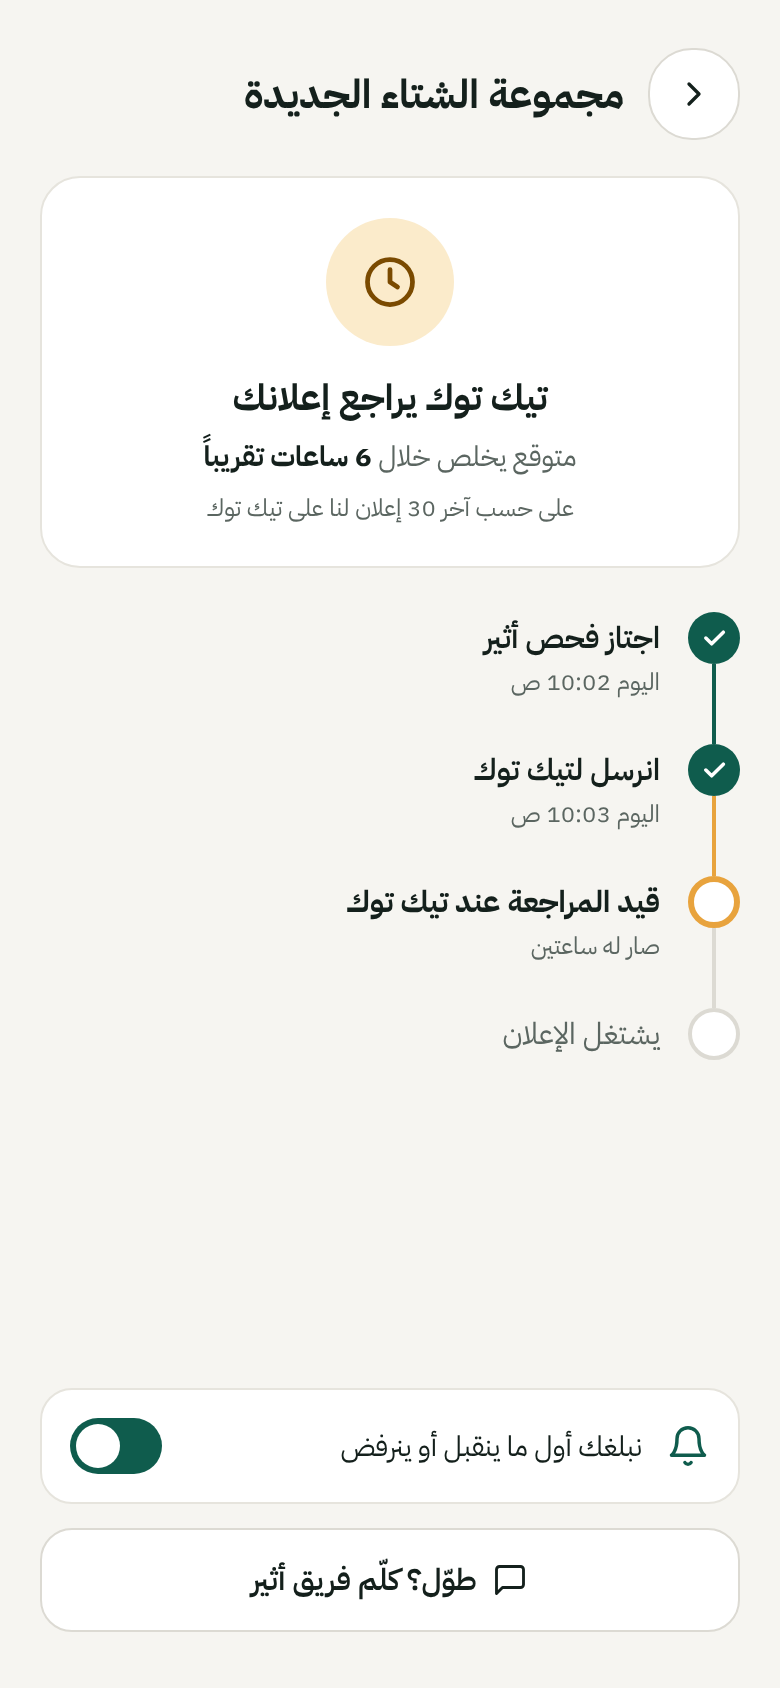 مجموعة الشتاء الجديدة
تيك توك يراجع إعلانك
متوقع يخلص خلال 6 ساعات تقريباً
على حسب آخر 30 إعلان لنا على تيك توك
اجتاز فحص أثير
اليوم 10:02 ص
انرسل لتيك توك
اليوم 10:03 ص
قيد المراجعة عند تيك توك
صار له ساعتين
يشتغل الإعلان
نبلغك أول ما ينقبل أو ينرفض
طوّل؟ كلّم فريق أثير